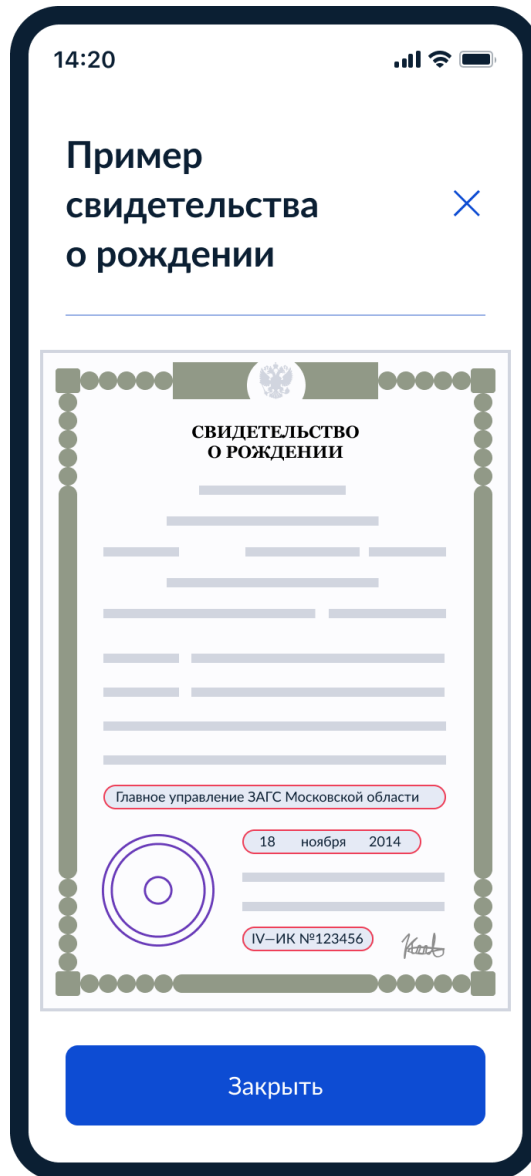 14:20
Пример
свидетельства
о рождении
СВИДЕТЕЛЬСТВО
О РОЖДЕНИИ
Главное управление ЗАГС Московской области
18 ноября 2014
IV—ИК №123456
Закрыть